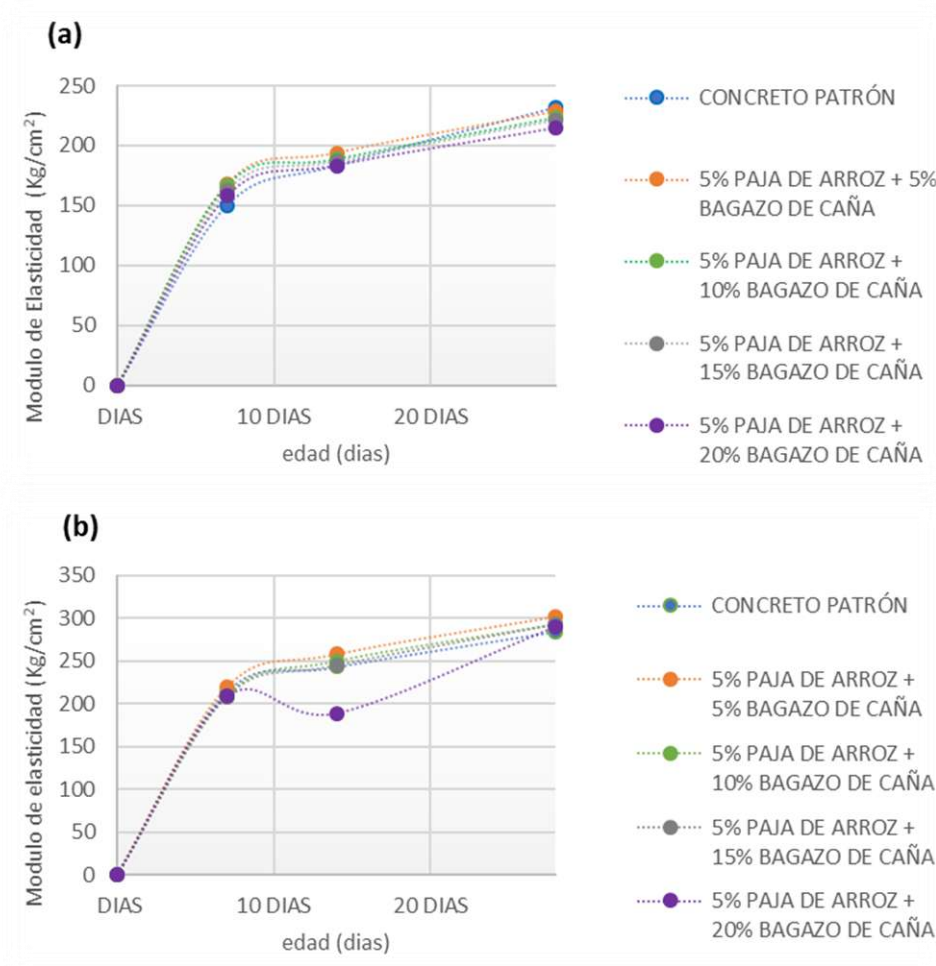 (a)
Modulo de Elasticidad (Kg/cm²)
250
200
150
100
50
0
DIAS
10 DIAS
20 DIAS
edad (dias)
CONCRETO PATRÓN
5% PAJA DE ARROZ + 5%
BAGAZO DE CAÑA
5% PAJA DE ARROZ +
10% BAGAZO DE CAÑA
5% PAJA DE ARROZ +
15% BAGAZO DE CAÑA
5% PAJA DE ARROZ +
20% BAGAZO DE CAÑA
(b)
Modulo de elasticidad (Kg/cm²)
350
300
250
200
150
100
50
0
DIAS
10 DIAS
20 DIAS
edad (dias)
CONCRETO PATRÓN
5% PAJA DE ARROZ +
5% BAGAZO DE CAÑA
5% PAJA DE ARROZ +
10% BAGAZO DE CAÑA
5% PAJA DE ARROZ +
15% BAGAZO DE CAÑA
5% PAJA DE ARROZ +
20% BAGAZO DE CAÑA